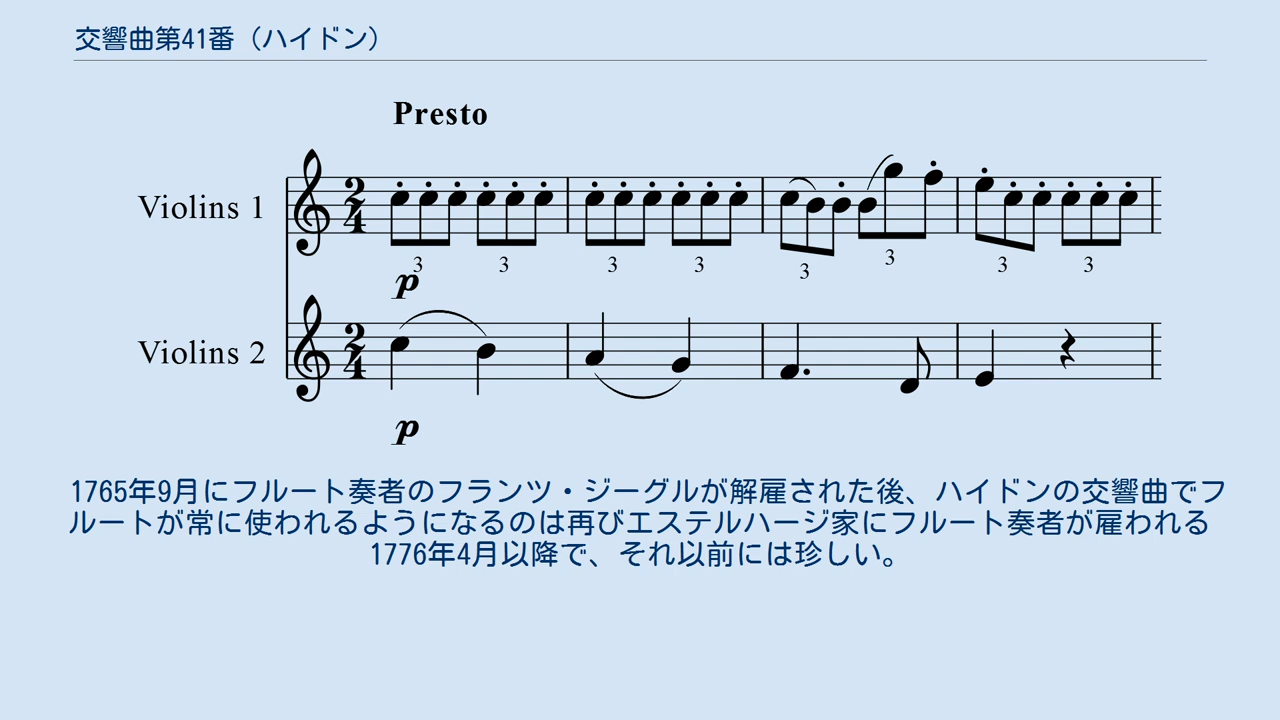 交響曲第41番（ハイドン）
Presto
Violins 1
3 3 3 3 3 3 3 3
p
Violins 2
p
1765年9月にフルート奏者のフランツ・ジーグルが解雇された後、ハイドンの交響曲でフ
ルートが常に使われるようになるのは再びエステルハージ家にフルート奏者が雇われる
1776年4月以降で、それ以前には珍しい。